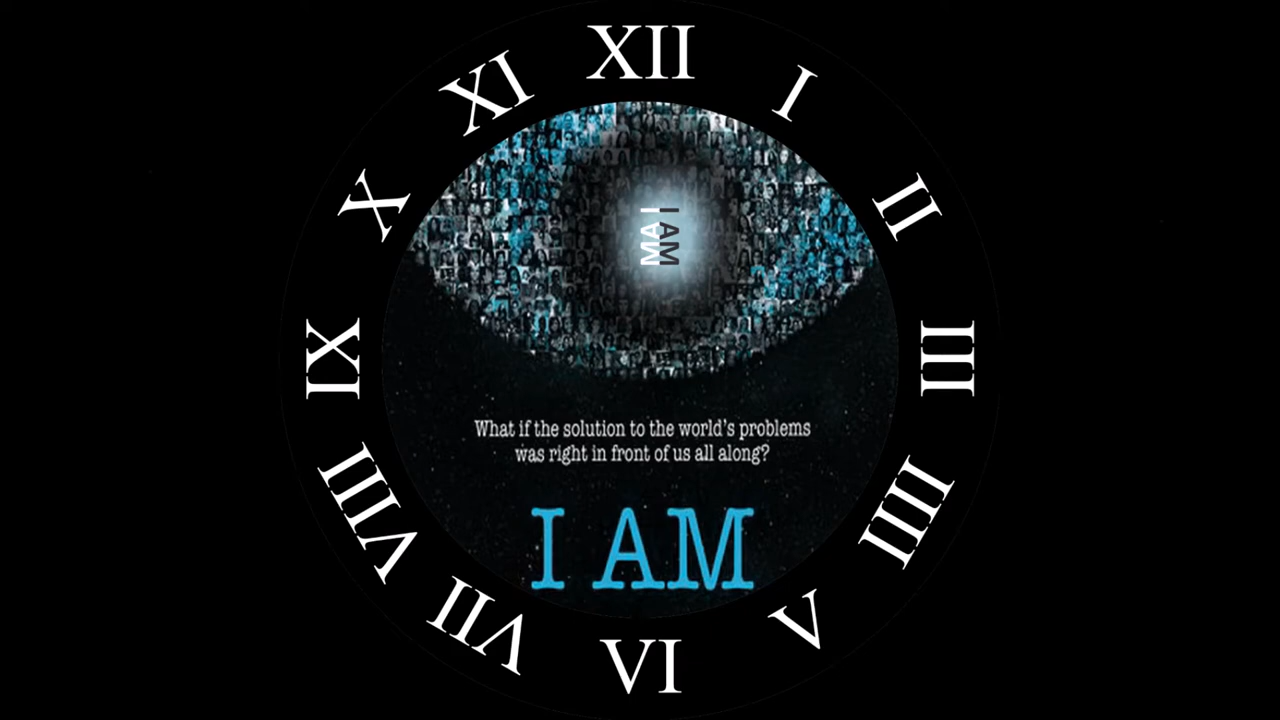 XII
I
II
III
IIII
V
VI
VII
VIII
IX
X
XI
I AM
I AM
What if the solution to the world's problems
was right in front of us all along?
I AM